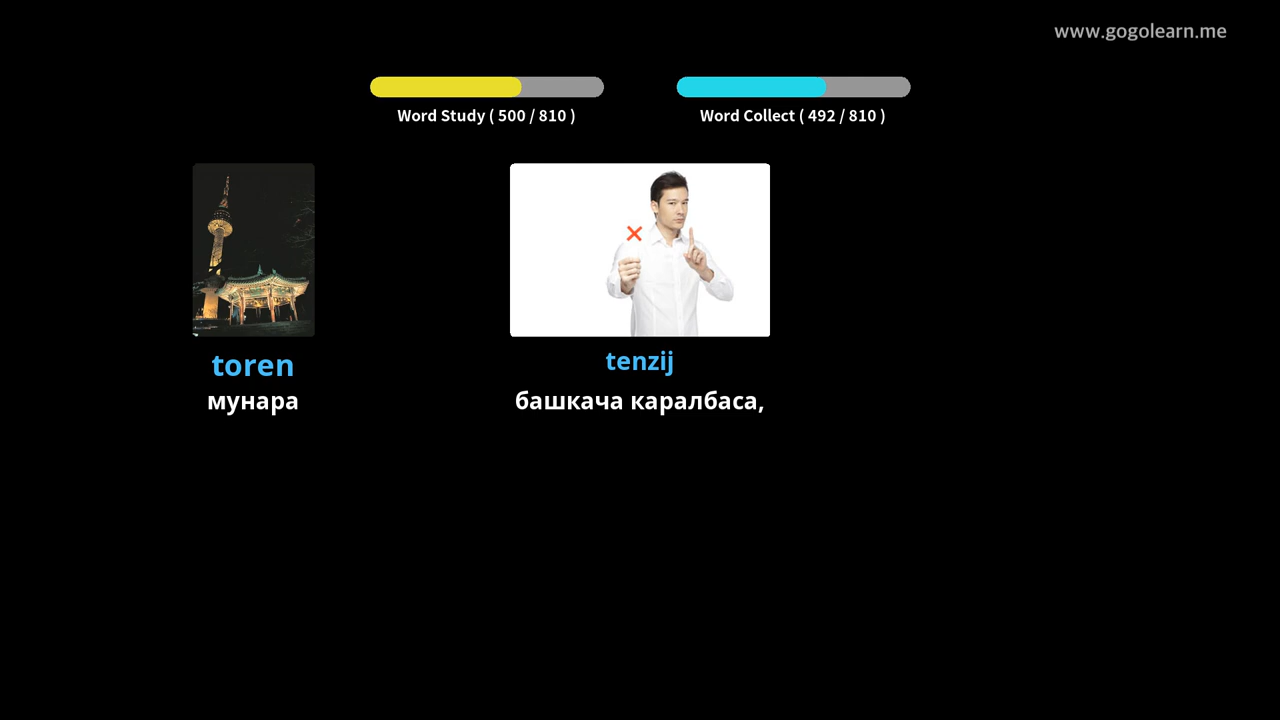 www.gogolearn.me
Word Study ( 500 / 810 )
Word Collect ( 492 / 810 )
toren
мунара
tenzij
башкача каралбаса,